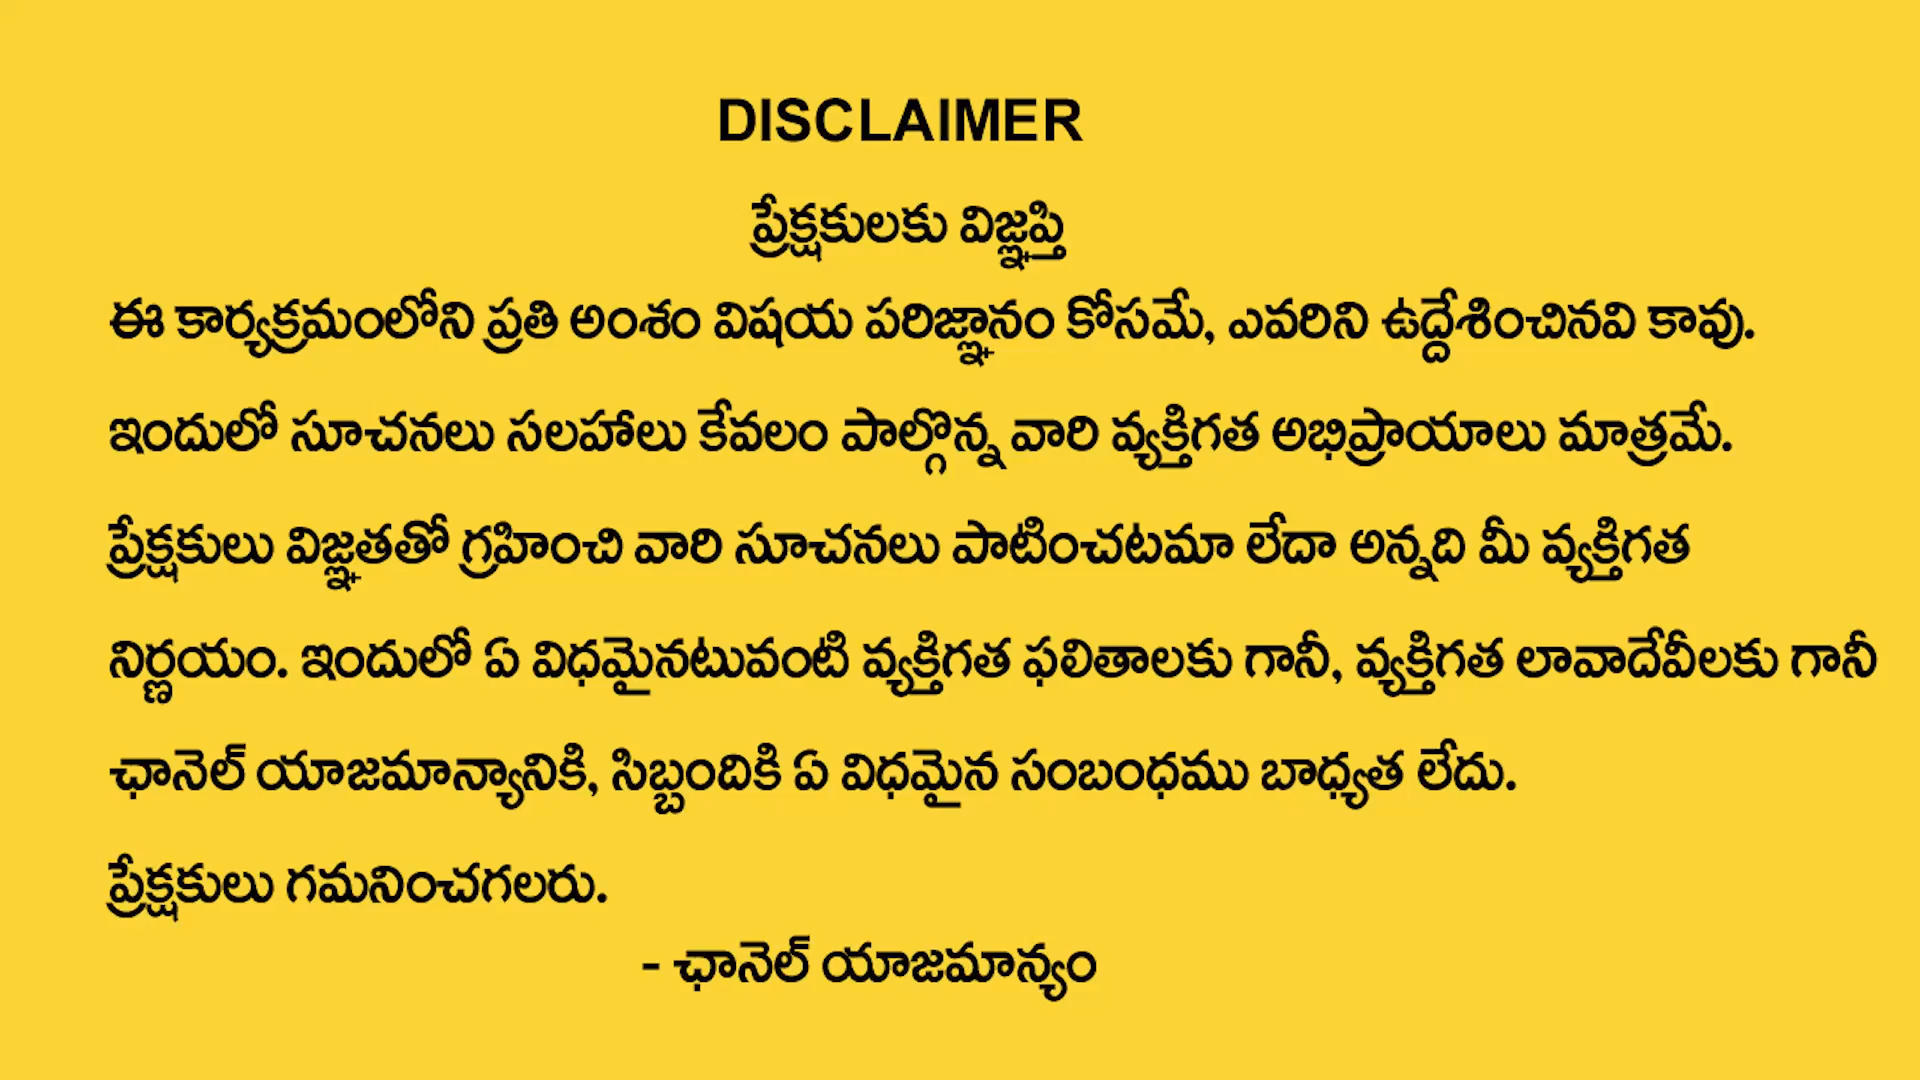 DISCLAIMER
ప్రేక్షకులకు విజ్ఞప్తి
ఈ కార్యక్రమంలోని ప్రతి అంశం విషయ పరిజ్ఞానం కోసమే, ఎవరిని ఉద్దేశించినవి కావు.
ఇందులో సూచనలు సలహాలు కేవలం పాల్గొన్న వారి వ్యక్తిగత అభిప్రాయాలు మాత్రమే.
ప్రేక్షకులు విజ్ఞతతో గ్రహించి వారి సూచనలు పాటించటమా లేదా అన్నది మీ వ్యక్తిగత
నిర్ణయం. ఇందులో ఏ విధమైనటువంటి వ్యక్తిగత ఫలితాలకు గానీ, వ్యక్తిగత లావాదేవీలకు గానీ
ఛానెల్ యాజమాన్యానికి, సిబ్బందికి ఏ విధమైన సంబంధము బాధ్యత లేదు.
ప్రేక్షకులు గమనించగలరు.
- ఛానెల్ యాజమాన్యం